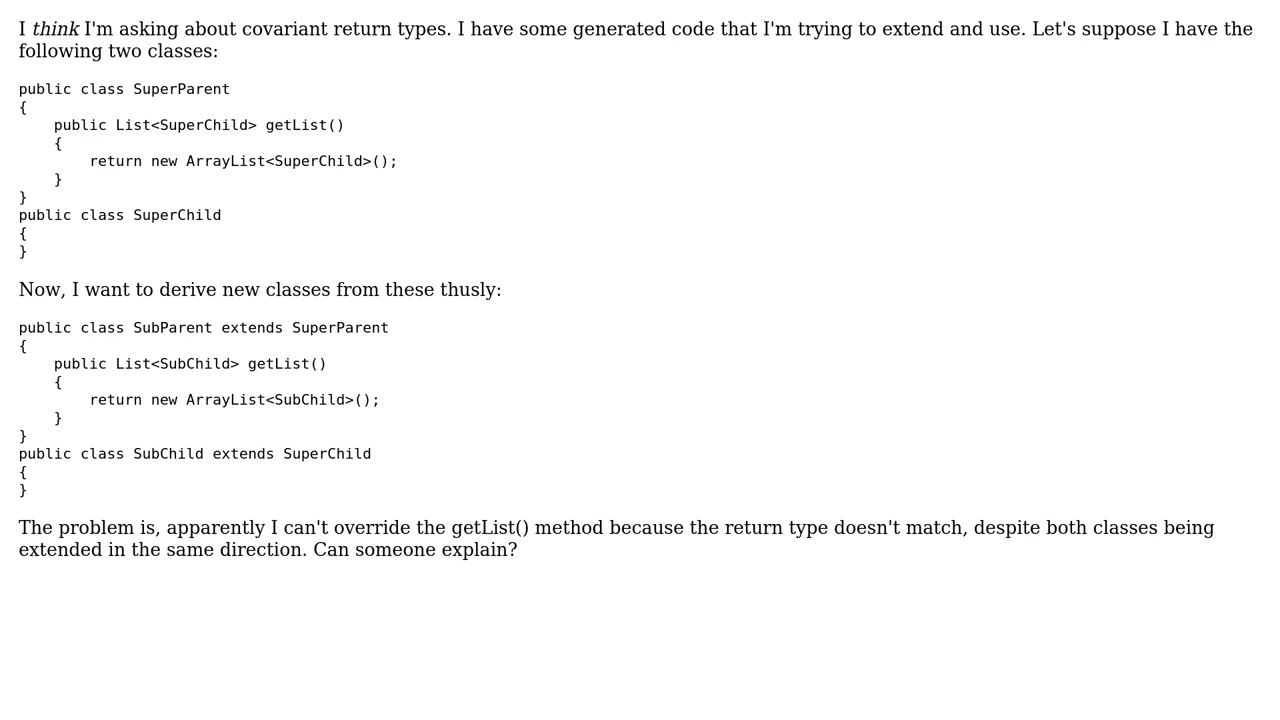 I think I'm asking about covariant return types. I have some generated code that I'm trying to extend and use. Let's suppose I have the
following two classes:
public class SuperParent
{
    public List<SuperChild> getList()
    {
        return new ArrayList<SuperChild>();
    }
}
public class SuperChild
{
}
Now, I want to derive new classes from these thusly:
public class SubParent extends SuperParent
{
    public List<SubChild> getList()
    {
        return new ArrayList<SubChild>();
    }
}
public class SubChild extends SuperChild
{
}
The problem is, apparently I can't override the getList() method because the return type doesn't match, despite both classes being
extended in the same direction. Can someone explain?